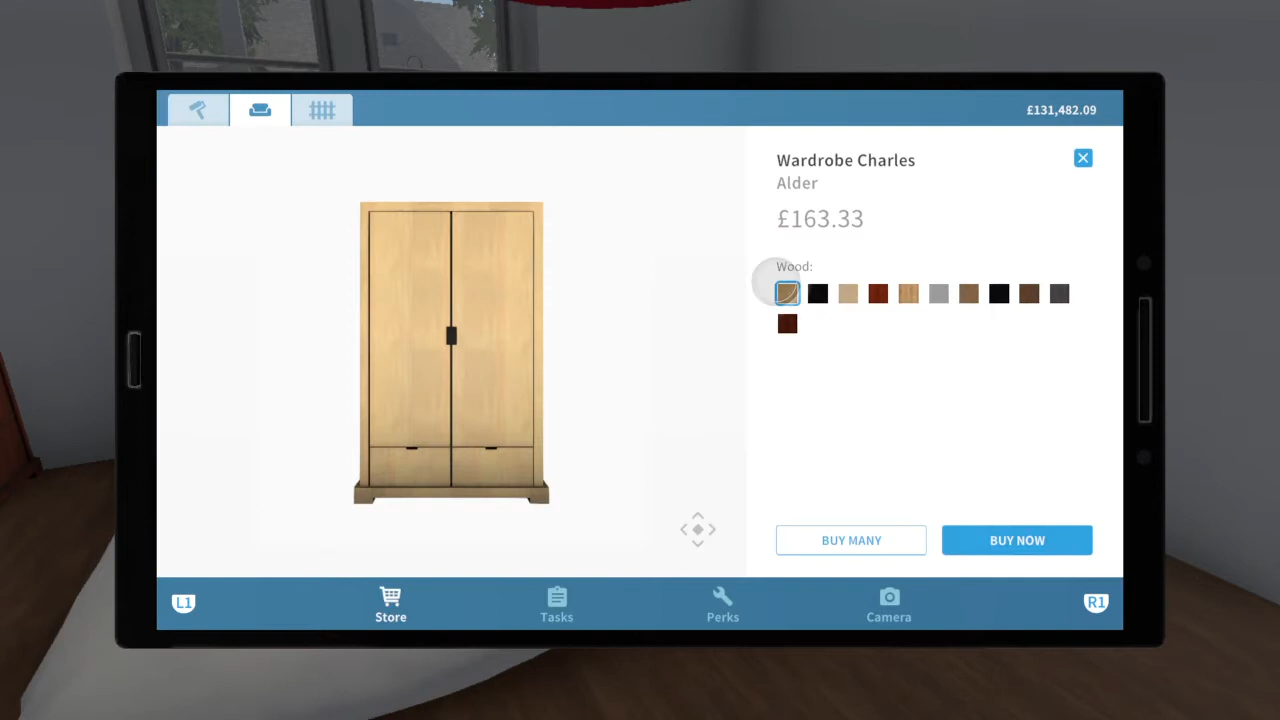 £131,482.09
Wardrobe Charles
Alder
£163.33
Wood:
BUY MANY
BUY NOW
L1
Store
Tasks
Perks
Camera
R1